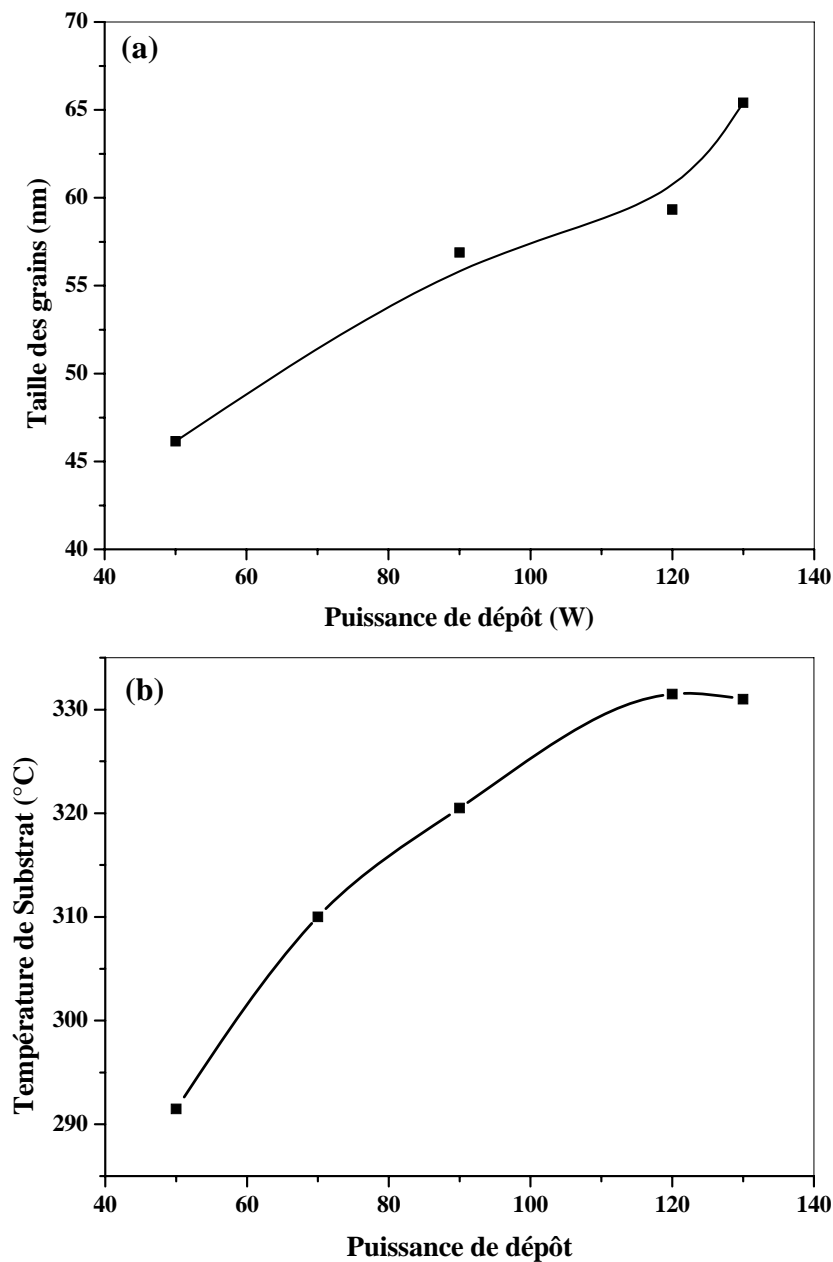 (a)
70
65
60
55
50
45
40
Taille des grains (nm)
40 60 80 100 120 140
Puissance de dépôt (W)
(b)
330
320
310
300
290
Température de Substrat (°C)
40 60 80 100 120 140
Puissance de dépôt